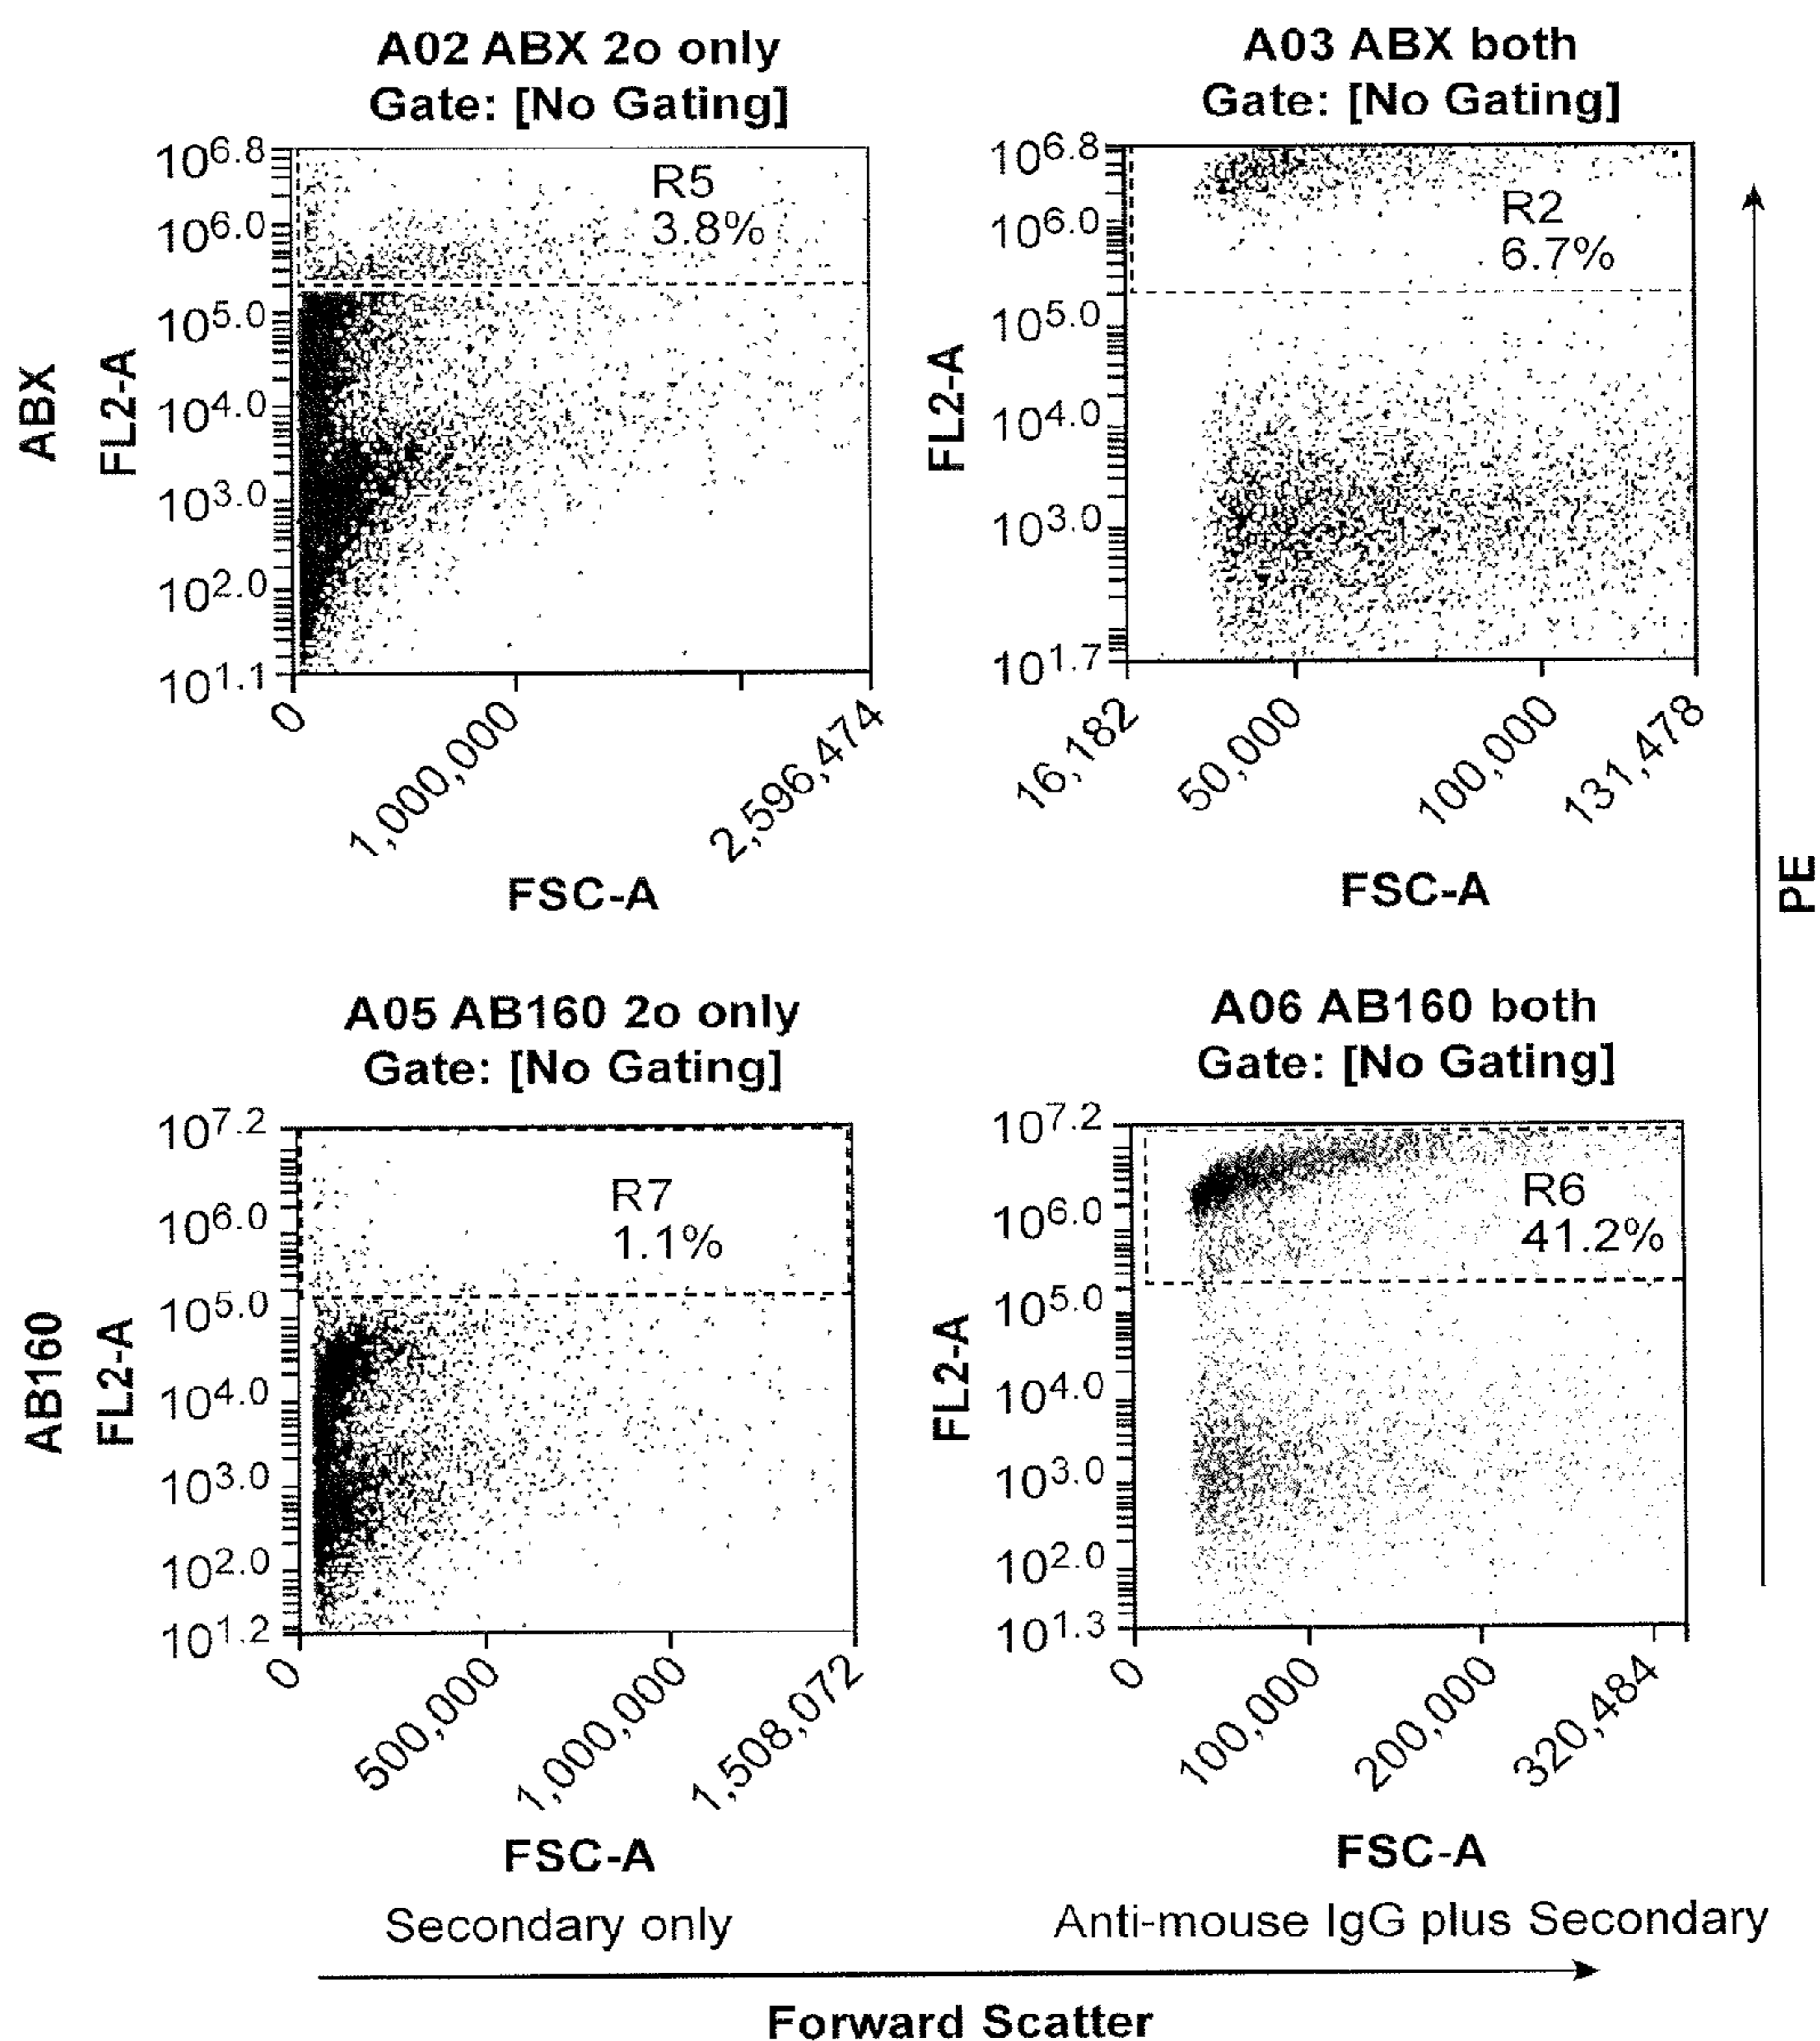 A02 ABX 2o only
Gate: [No Gating]
10^6.8
10^6.0
10^5.0
10^4.0
10^3.0
10^2.0
10^1.1
R5
3.8%
ABX
FL2-A
0
1,000,000
2,596,474
FSC-A
A03 ABX both
Gate: [No Gating]
10^6.8
10^6.0
10^5.0
10^4.0
10^3.0
10^1.7
R2
6.7%
FL2-A
16,182
50,000
100,000
131,478
FSC-A
PE
A05 AB160 2o only
Gate: [No Gating]
10^7.2
10^6.0
10^5.0
10^4.0
10^3.0
10^2.0
10^1.2
R7
1.1%
AB160
FL2-A
0
500,000
1,000,000
1,508,072
FSC-A
Secondary only
A06 AB160 both
Gate: [No Gating]
10^7.2
10^6.0
10^5.0
10^4.0
10^3.0
10^2.0
10^1.3
R6
41.2%
FL2-A
0
100,000
200,000
320,484
FSC-A
Anti-mouse IgG plus Secondary
Forward Scatter